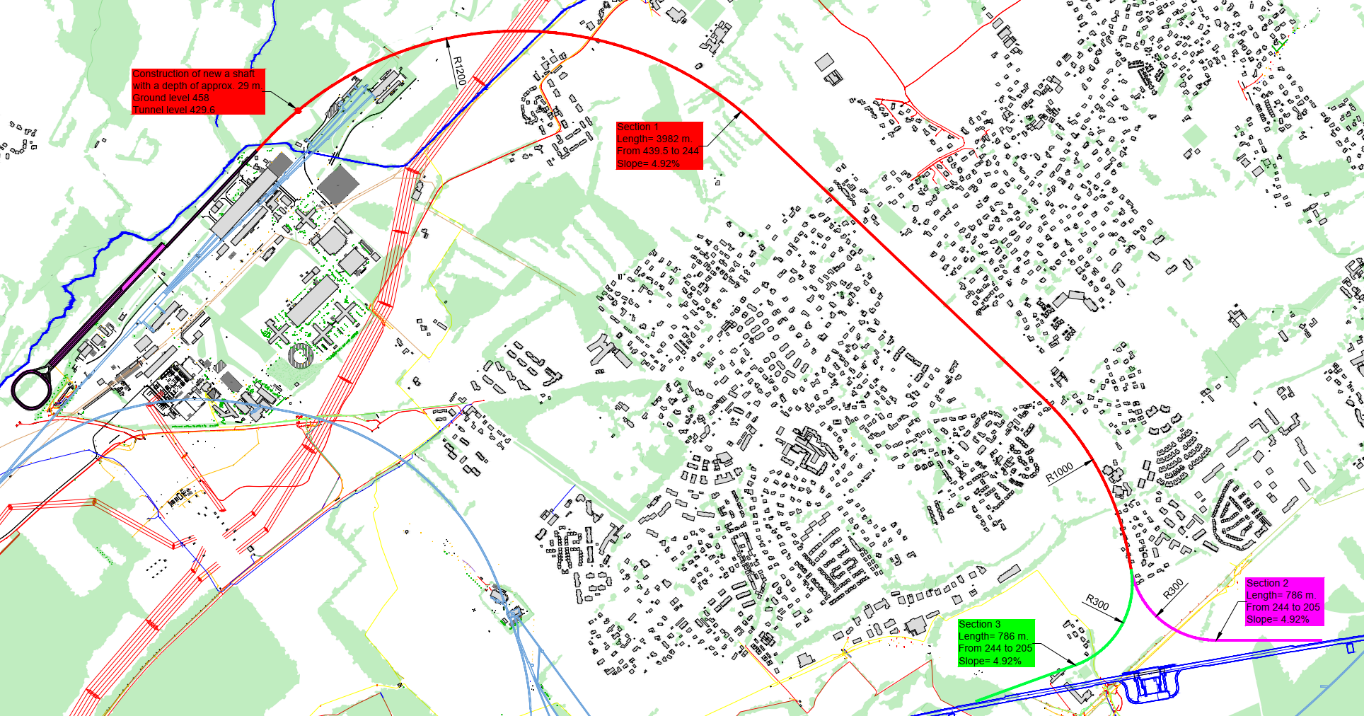 Construction of new a shaft
with a depth of approx. 29 m.
Ground level 458
Tunnel level 429.6
R1200
Section 1
Length= 3982 m.
From 439.5 to 244
Slope= 4.92%
R1000
R300
R300
Section 2
Length= 786 m.
From 244 to 205
Slope= 4.92%
Section 3
Length= 786 m.
From 244 to 205
Slope= 4.92%